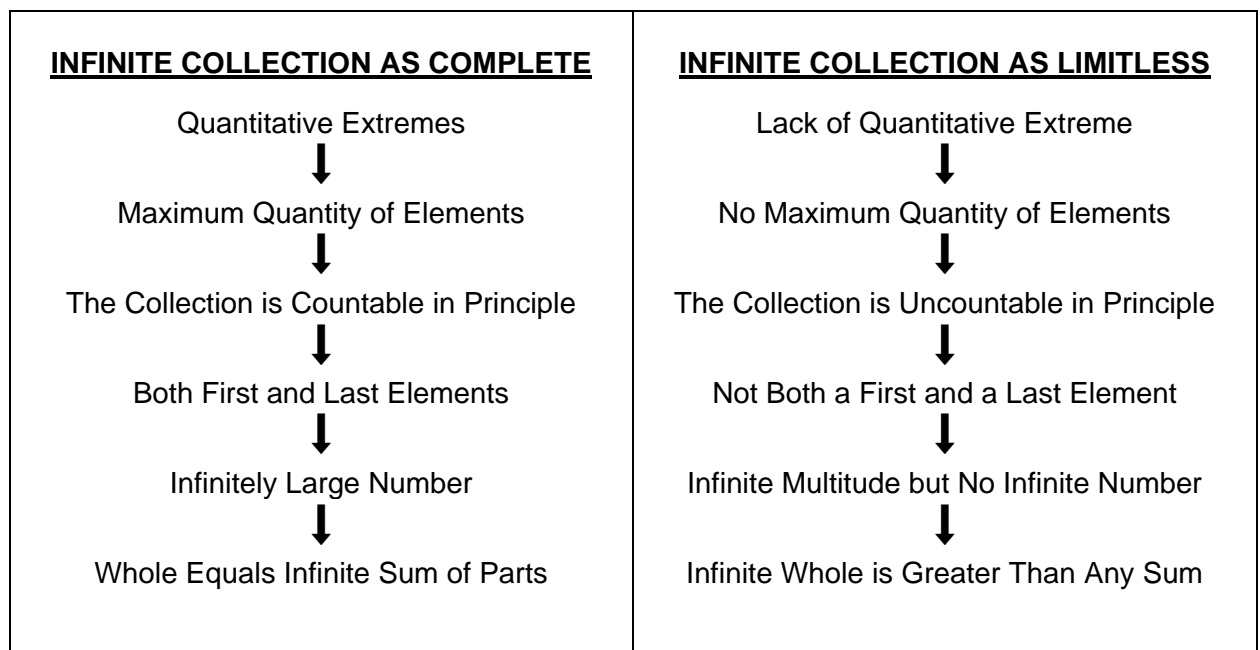 INFINITE COLLECTION AS COMPLETE
Quantitative Extremes
Maximum Quantity of Elements
The Collection is Countable in Principle
Both First and Last Elements
Infinitely Large Number
Whole Equals Infinite Sum of Parts
INFINITE COLLECTION AS LIMITLESS
Lack of Quantitative Extreme
No Maximum Quantity of Elements
The Collection is Uncountable in Principle
Not Both a First and a Last Element
Infinite Multitude but No Infinite Number
Infinite Whole is Greater Than Any Sum